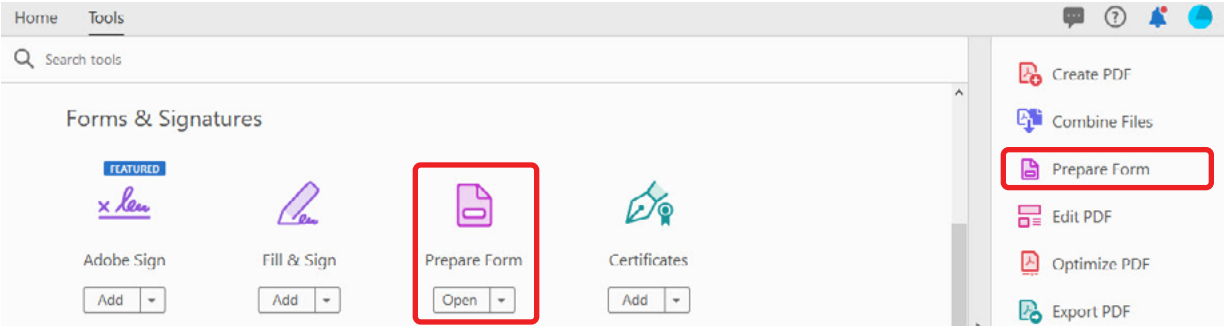 Home Tools
Search tools
Forms & Signatures
FEATURED
Adobe Sign Fill & Sign Prepare Form Certificates
Add Add Open Add
Create PDF
Combine Files
Prepare Form
Edit PDF
Optimize PDF
Export PDF